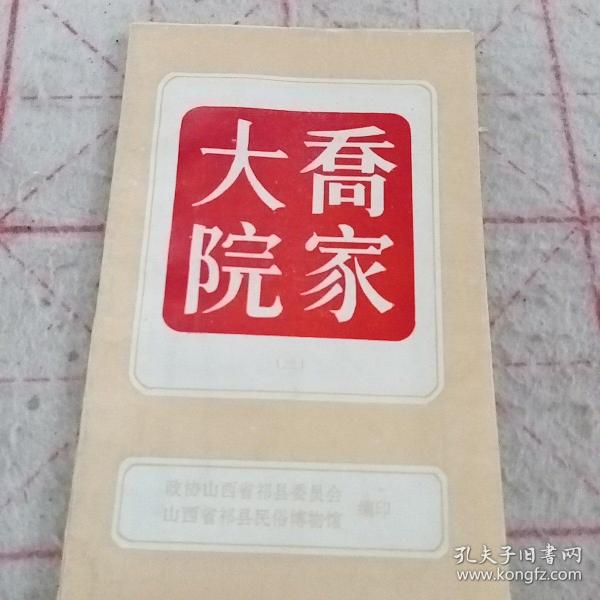 喬家
大院
政协山西省祁县委员会
山西省祁县民俗博物馆
编印
孔夫子旧书网
www.kongfz.com